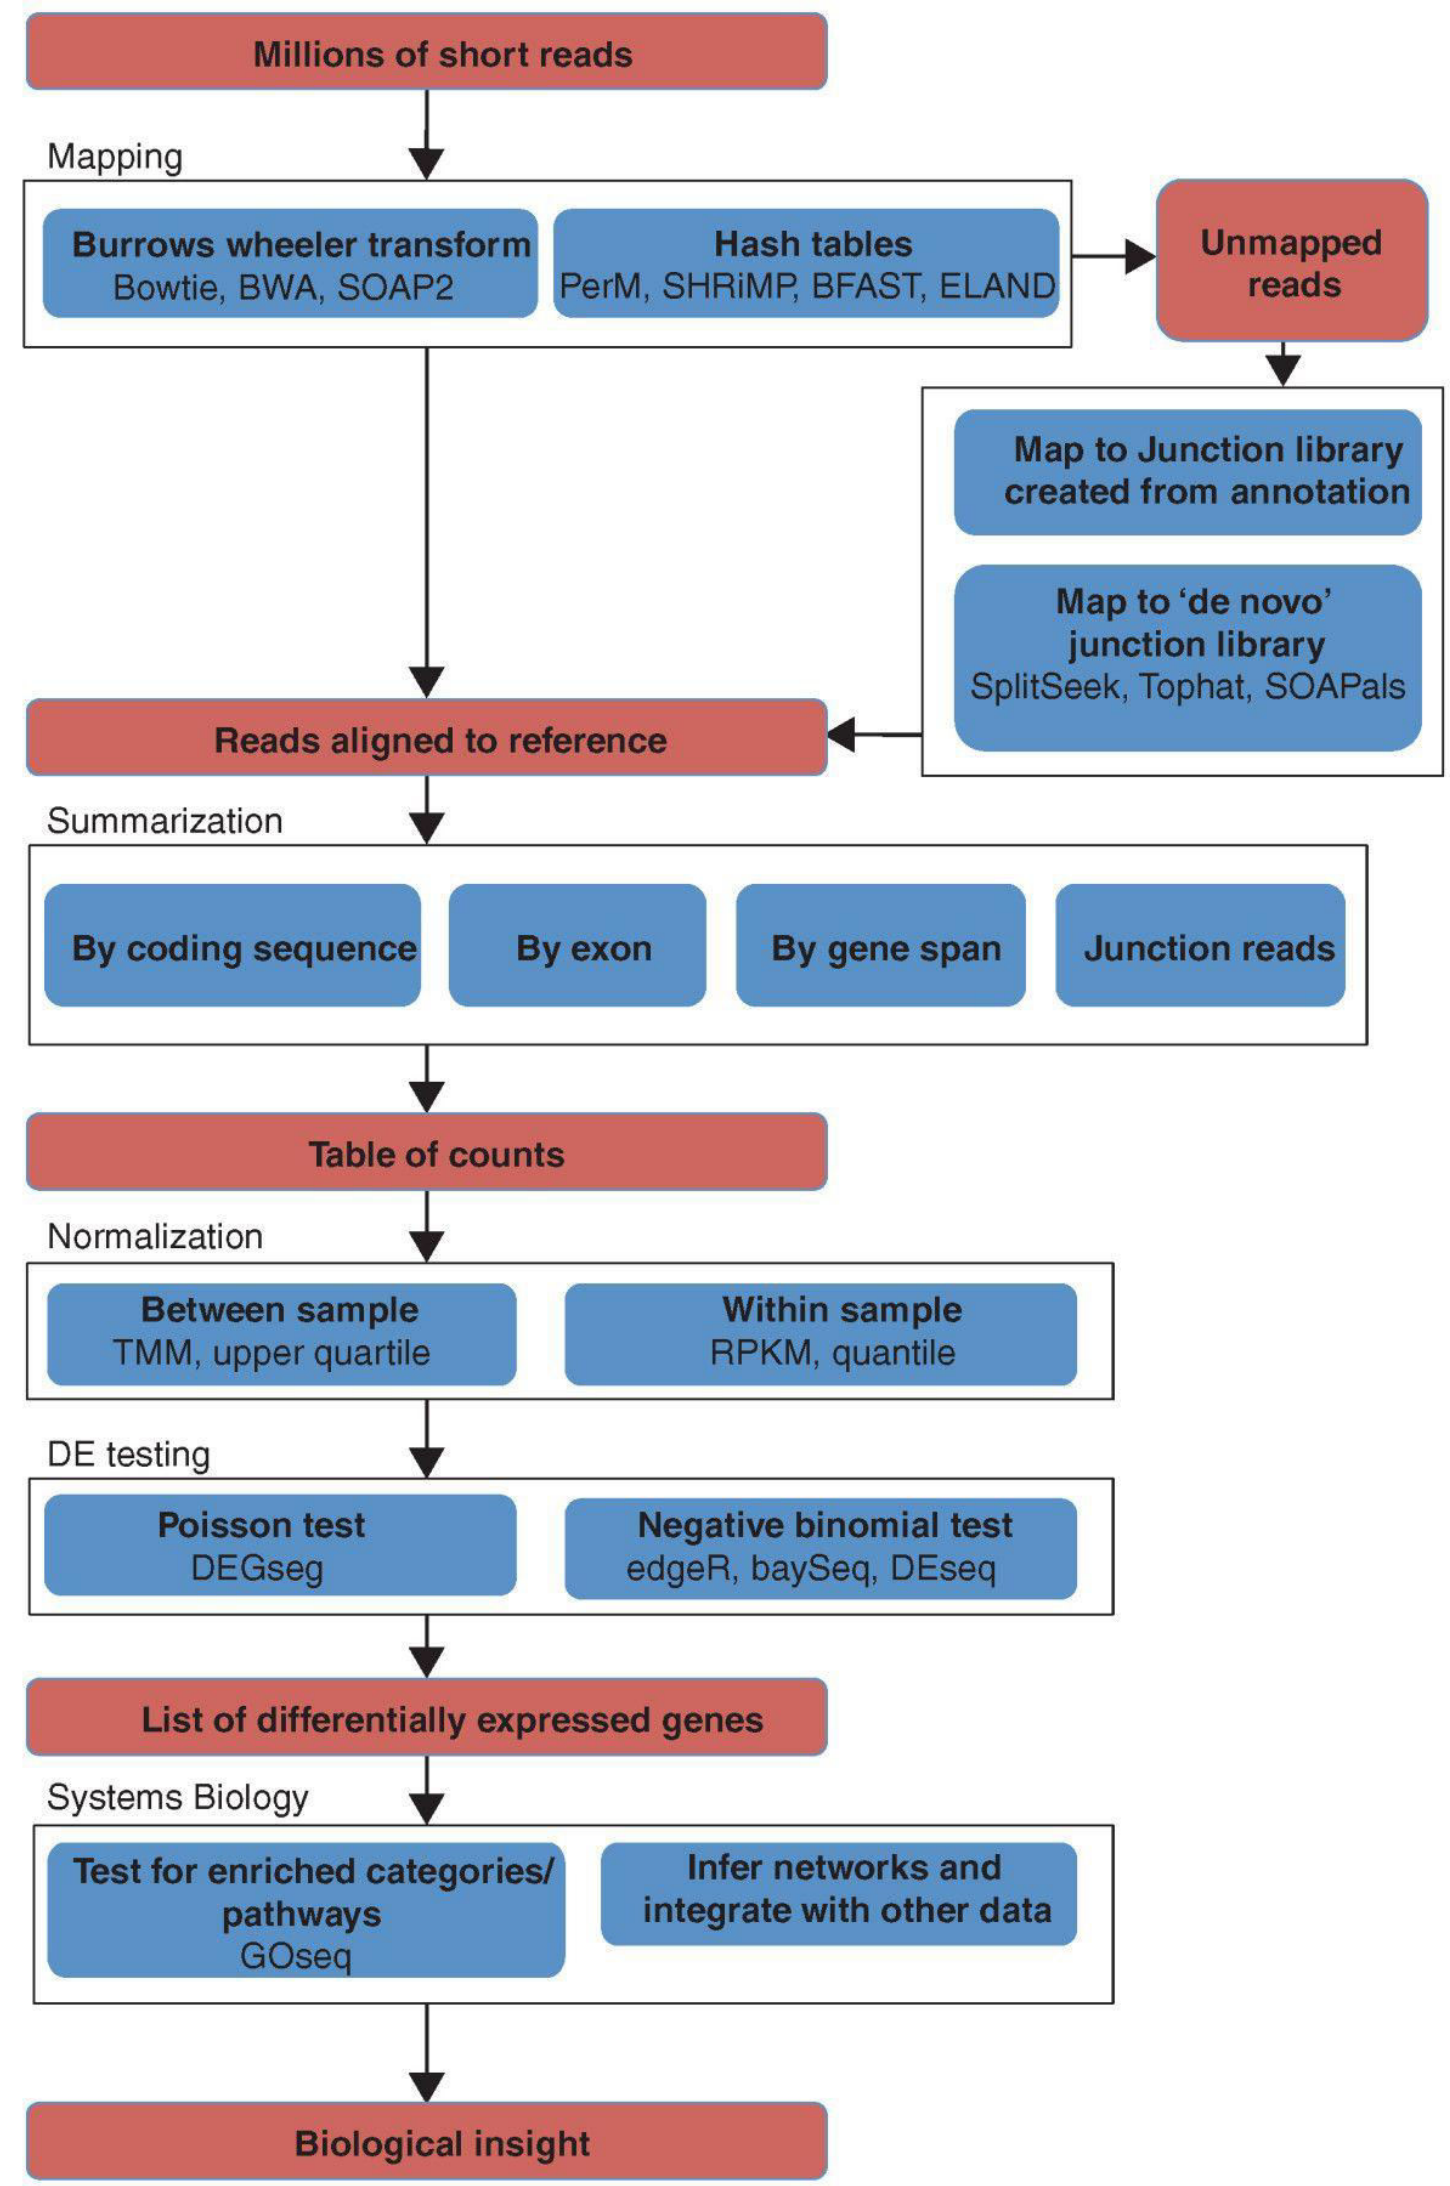 Millions of short reads
Mapping
Burrows wheeler transform
Bowtie, BWA, SOAP2
Hash tables
PerM, SHRiMP, BFAST, ELAND
Unmapped
reads
Map to Junction library
created from annotation
Map to ‘de novo’
junction library
SplitSeek, Tophat, SOAPals
Reads aligned to reference
Summarization
By coding sequence
By exon
By gene span
Junction reads
Table of counts
Normalization
Between sample
TMM, upper quartile
Within sample
RPKM, quantile
DE testing
Poisson test
DEGseg
Negative binomial test
edgeR, baySeq, DEseq
List of differentially expressed genes
Systems Biology
Test for enriched categories/
pathways
GOseq
Infer networks and
integrate with other data
Biological insight